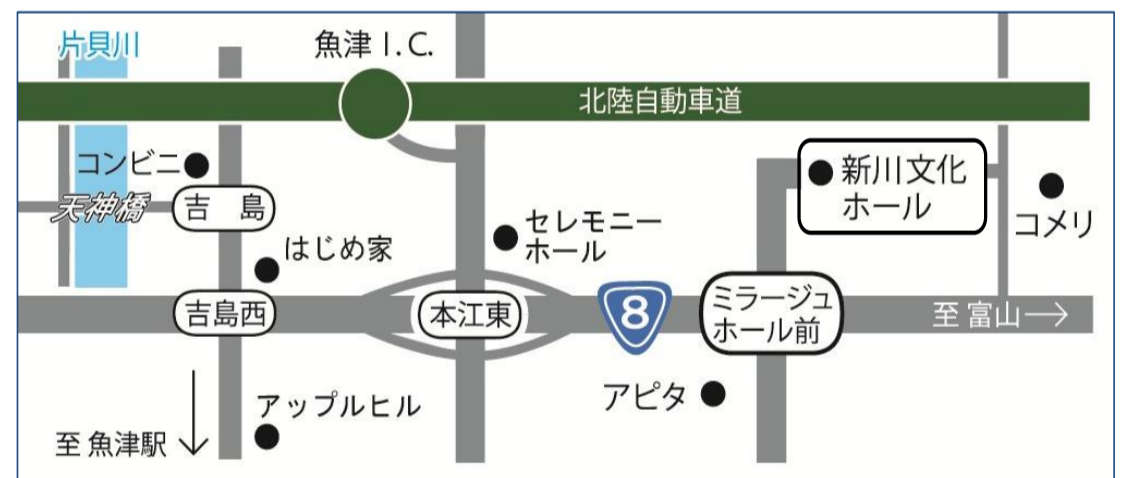 片貝川
魚津 I.C.
北陸自動車道
コンビニ
新川文化
ホール
天神橋
吉 島
コメリ
セレモニー
ホール
はじめ家
吉島西
本江東
8
ミラージュ
ホール前
至 富山→
アピタ
アップルヒル
至 魚津駅